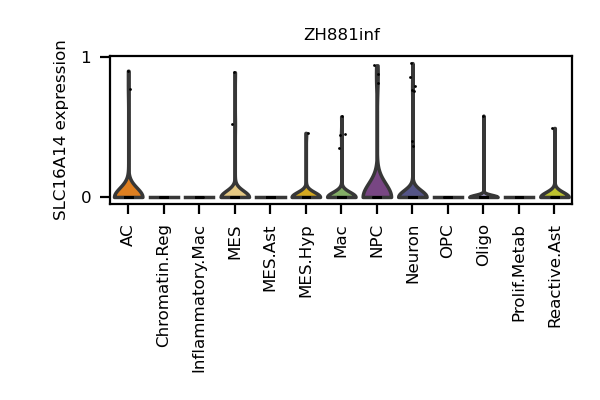 ZH881inf
SLC16A14 expression
1
0
AC
Chromatin.Reg
Inflammatory.Mac
MES
MES.Ast
MES.Hyp
Mac
NPC
Neuron
OPC
Oligo
Prolif.Metab
Reactive.Ast